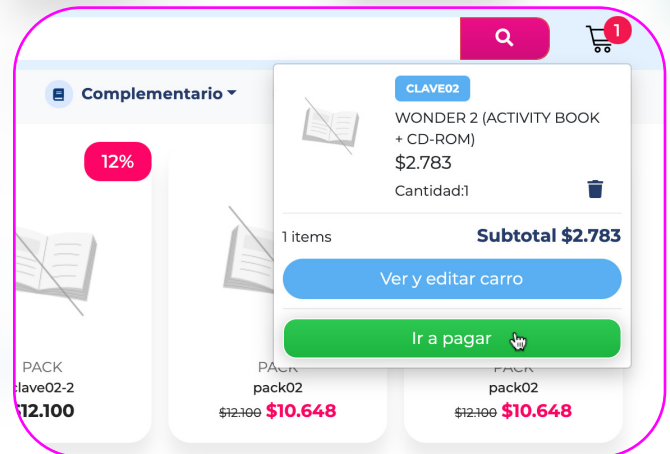 1
Complementario
CLAVE02
WONDER 2 (ACTIVITY BOOK
+ CD-ROM)
$2.783
Cantidad:1
1 items
Subtotal $2.783
Ver y editar carro
Ir a pagar
12%
PACK
clave02-2
$12.100
PACK
pack02
$12.100 $10.648
PACK
pack02
$12.100 $10.648